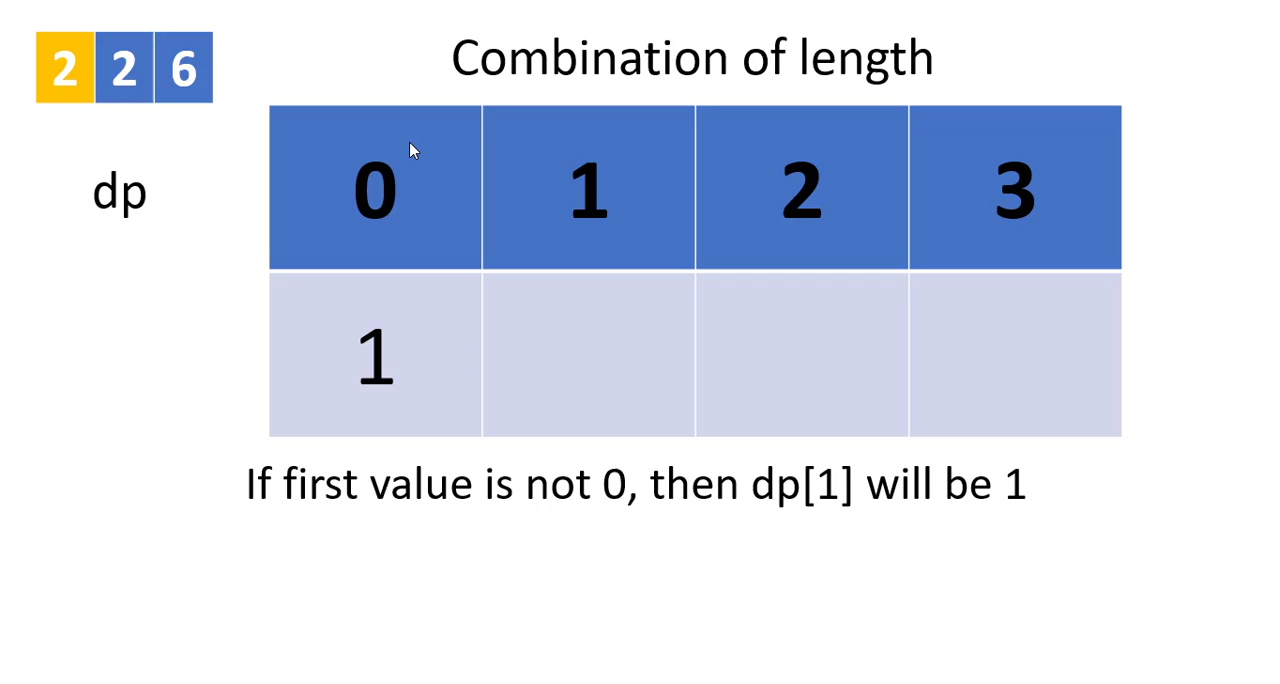 2 2 6
Combination of length
dp
0 1 2 3
1
If first value is not 0, then dp[1] will be 1